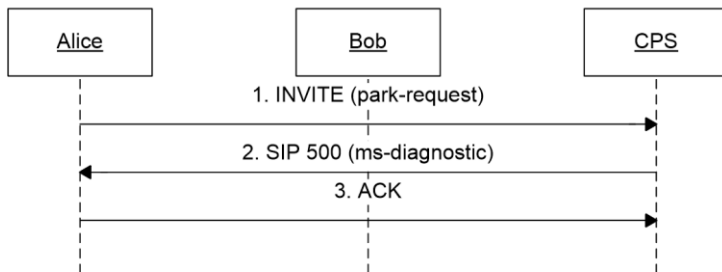 Alice
Bob
CPS
1. INVITE (park-request)
2. SIP 500 (ms-diagnostic)
3. ACK